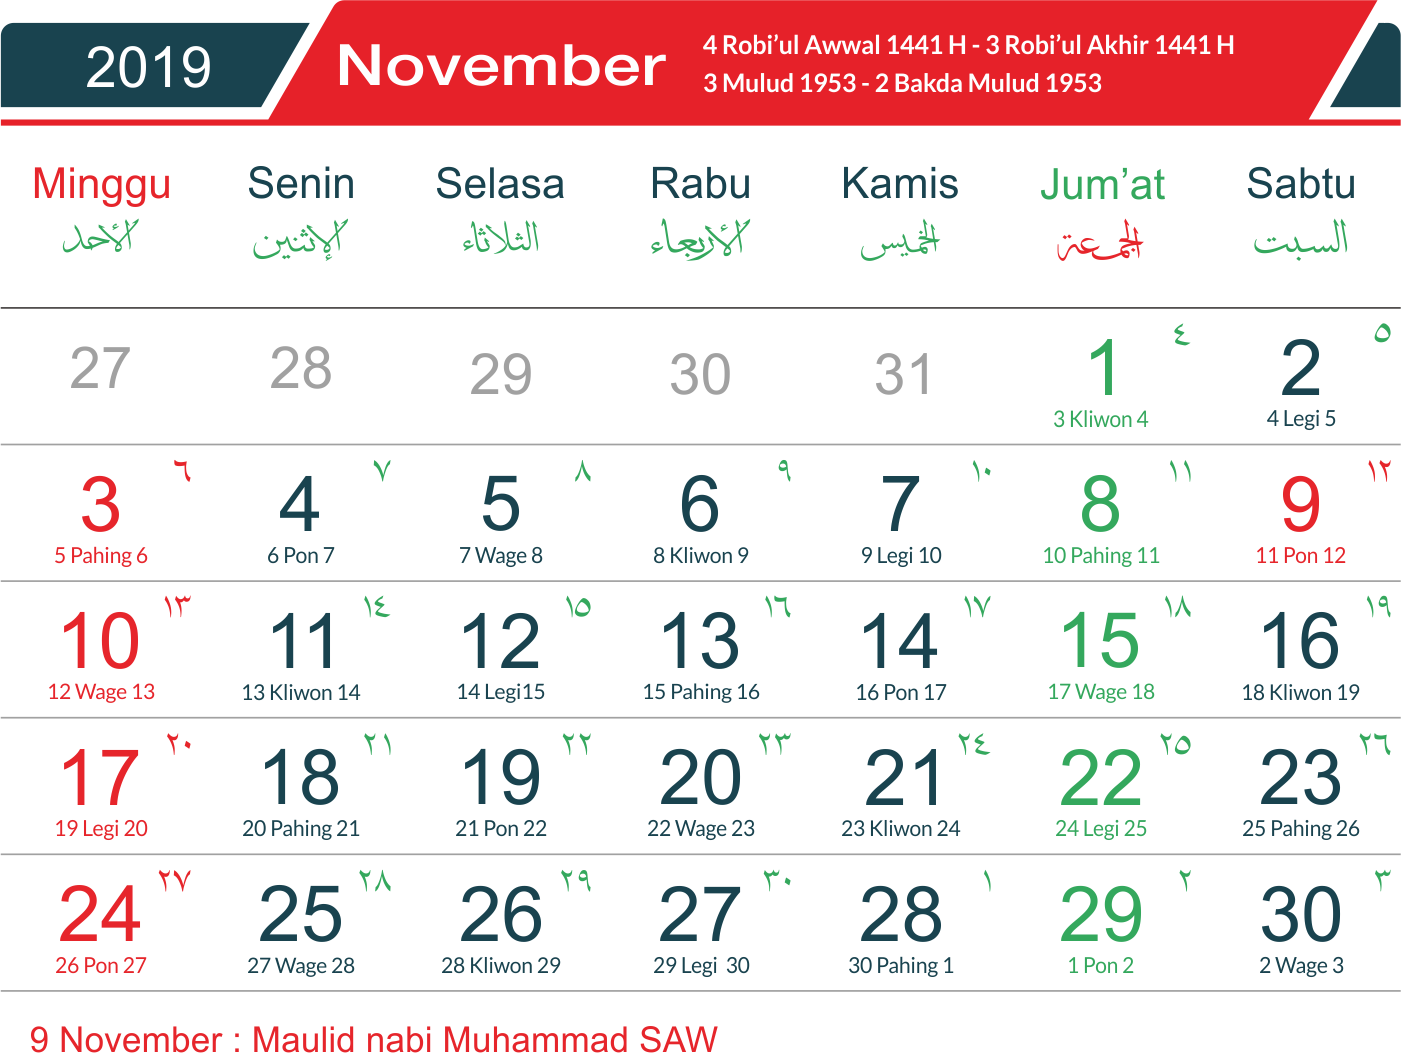 2019
November
4 Robi’ul Awwal 1441 H - 3 Robi’ul Akhir 1441 H
3 Mulud 1953 - 2 Bakda Mulud 1953
Minggu Senin Selasa Rabu Kamis Jum’at Sabtu
الأحد الإثنين الثلاثاء الأربعاء الخميس الجمعة السبت
٤ ٥
27 28 29 30 31 1 2
3 Kliwon 4 4 Legi 5
٦ ٧ ٨ ٩ ١٠ ١١ ١٢
3 4 5 6 7 8 9
5 Pahing 6 6 Pon 7 7 Wage 8 8 Kliwon 9 9 Legi 10 10 Pahing 11 11 Pon 12
١٣ ١٤ ١٥ ١٦ ١٧ ١٨ ١٩
10 11 12 13 14 15 16
12 Wage 13 13 Kliwon 14 14 Legi15 15 Pahing 16 16 Pon 17 17 Wage 18 18 Kliwon 19
٢٠ ٢١ ٢٢ ٢٣ ٢٤ ٢٥ ٢٦
17 18 19 20 21 22 23
19 Legi 20 20 Pahing 21 21 Pon 22 22 Wage 23 23 Kliwon 24 24 Legi 25 25 Pahing 26
٢٧ ٢٨ ٢٩ ٣٠ ١ ٢ ٣
24 25 26 27 28 29 30
26 Pon 27 27 Wage 28 28 Kliwon 29 29 Legi 30 30 Pahing 1 1 Pon 2 2 Wage 3
9 November : Maulid nabi Muhammad SAW